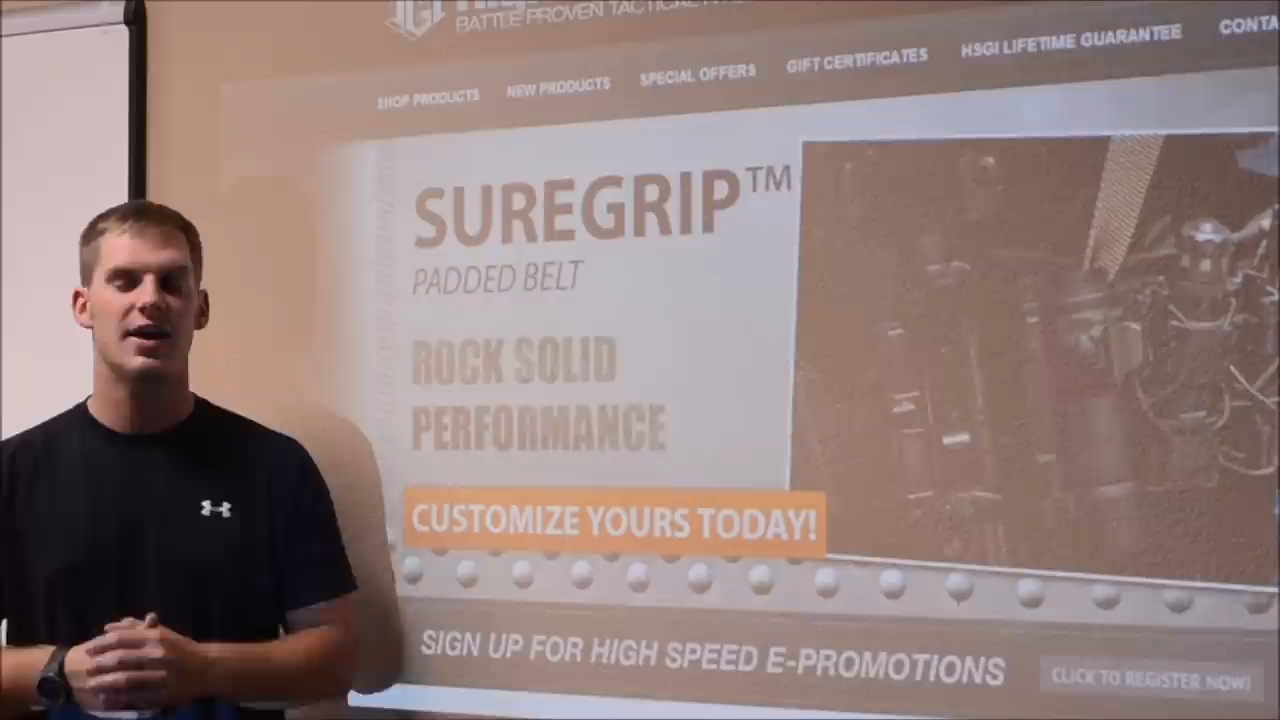 BATTLE PROVEN TACTICAL
SHOP PRODUCTS
NEW PRODUCTS
SPECIAL OFFERS
GIFT CERTIFICATES
HSGI LIFETIME GUARANTEE
SUREGRIP™
PADDED BELT
ROCK SOLID
PERFORMANCE
CUSTOMIZE YOURS TODAY!
SIGN UP FOR HIGH SPEED E-PROMOTIONS
CLICK TO REGISTER NOW!